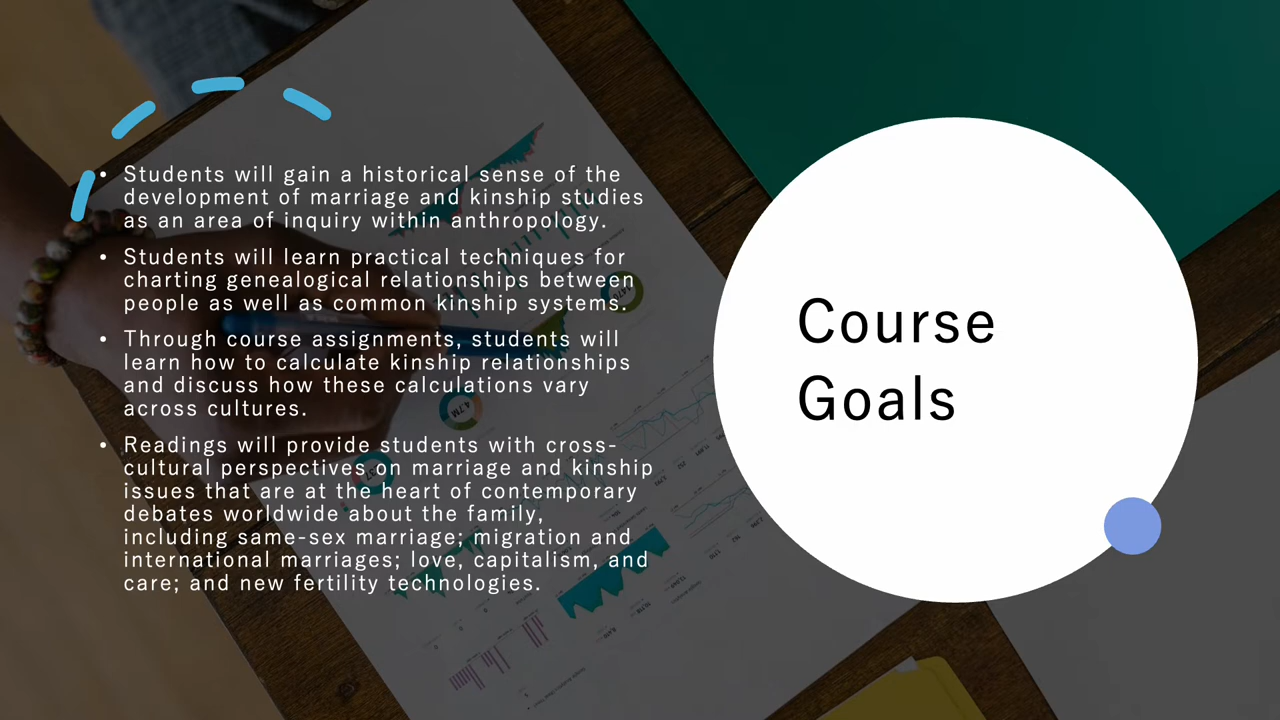 • Students will gain a historical sense of the
development of marriage and kinship studies
as an area of inquiry within anthropology.
• Students will learn practical techniques for
charting genealogical relationships between
people as well as common kinship systems.
• Through course assignments, students will
learn how to calculate kinship relationships
and discuss how these calculations vary
across cultures.
• Readings will provide students with cross-
cultural perspectives on marriage and kinship
issues that are at the heart of contemporary
debates worldwide about the family,
including same-sex marriage; migration and
international marriages; love, capitalism, and
care; and new fertility technologies.
Course
Goals
4.7M